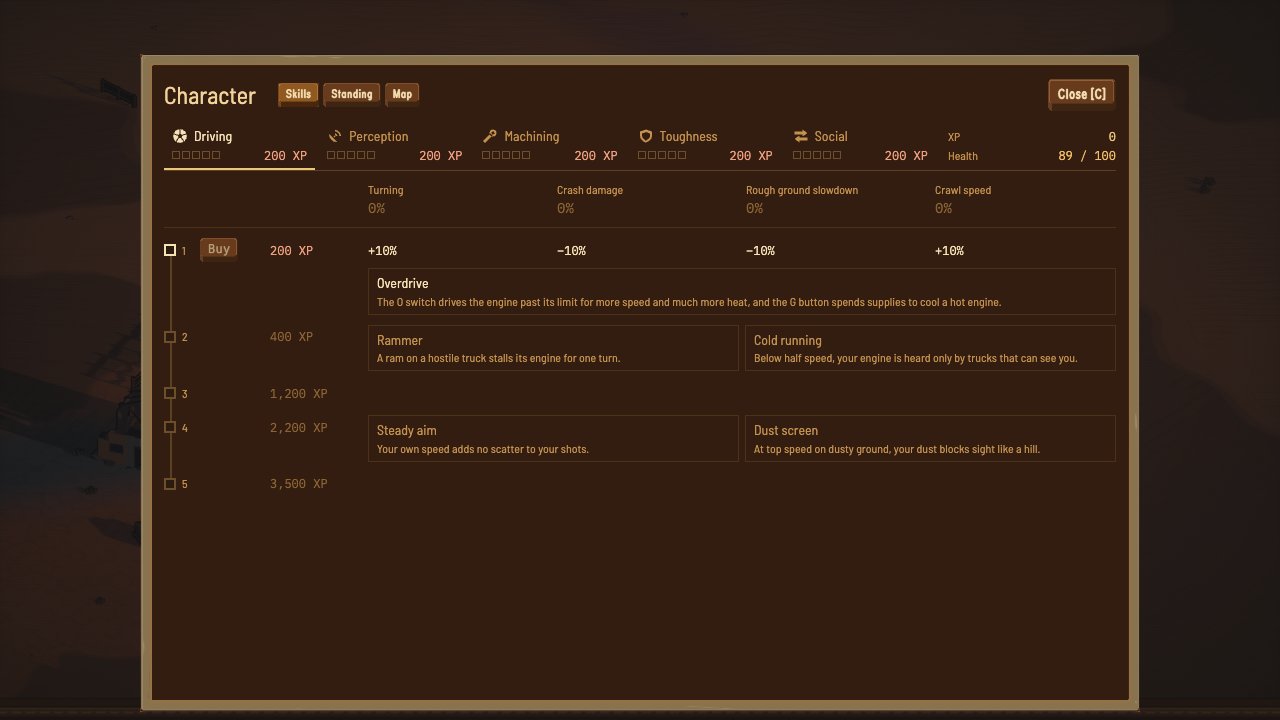 Character Skills Standing Map Close [C]
Driving Perception Machining Toughness Social XP 0
200 XP 200 XP 200 XP 200 XP 200 XP Health 89 / 100
Turning Crash damage Rough ground slowdown Crawl speed
0% 0% 0% 0%
1 Buy 200 XP +10% −10% −10% +10%
Overdrive
The O switch drives the engine past its limit for more speed and much more heat, and the G button spends supplies to cool a hot engine.
2 400 XP Rammer Cold running
A ram on a hostile truck stalls its engine for one turn. Below half speed, your engine is heard only by trucks that can see you.
3 1,200 XP
4 2,200 XP Steady aim Dust screen
Your own speed adds no scatter to your shots. At top speed on dusty ground, your dust blocks sight like a hill.
5 3,500 XP